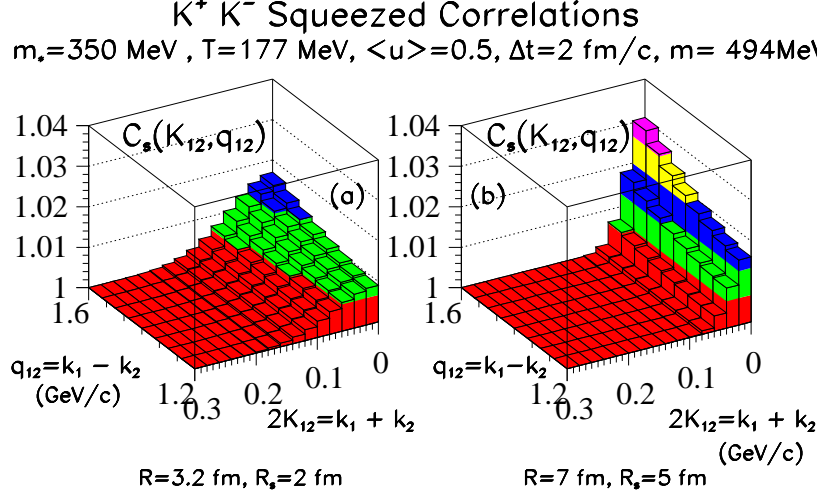 K⁺ K⁻ Squeezed Correlations
m*=350 MeV , T=177 MeV, <u>=0.5, Δt=2 fm/c, m= 494MeV
1.04
1.03
1.02
1.01
1
1.6
1.2
C_s(K₁₂,q₁₂)
(a)
q₁₂=k₁ − k₂
(GeV/c)
0.3
0.2
0.1
0
2K₁₂=k₁ + k₂
R=3.2 fm, R_s=2 fm
1.04
1.03
1.02
1.01
1
1.6
1.2
C_s(K₁₂,q₁₂)
(b)
q₁₂=k₁−k₂
0.3
0.2
0.1
0
2K₁₂=k₁ + k₂
(GeV/c)
R=7 fm, R_s=5 fm